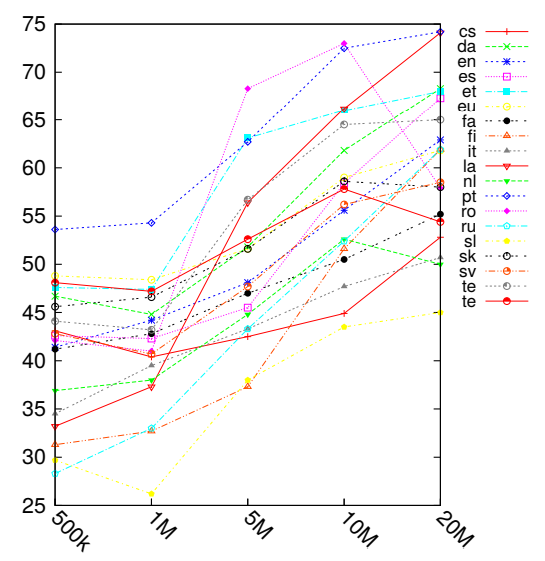 75
70
65
60
55
50
45
40
35
30
25
500k
1M
5M
10M
20M
cs
da
en
es
et
eu
fa
fi
it
la
nl
pt
ro
ru
sl
sk
sv
te
te